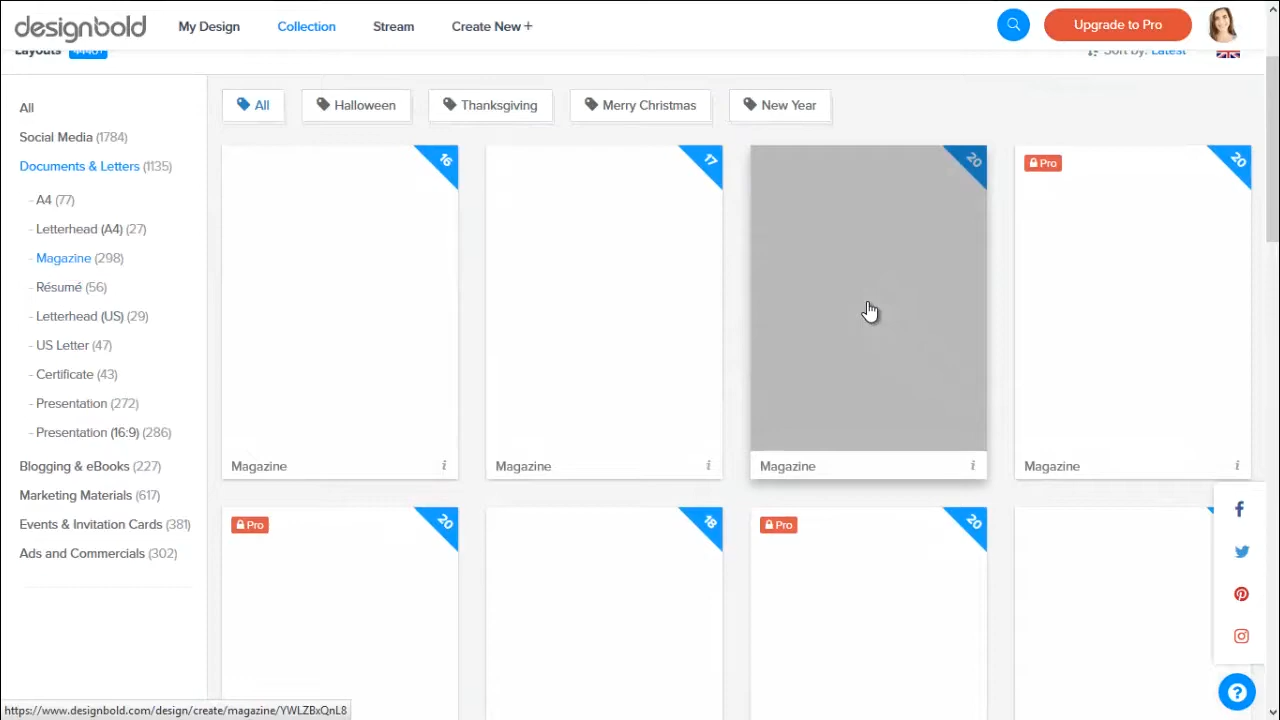 designbold
My Design
Collection
Stream
Create New +
Upgrade to Pro
Layouts
Sort by: Latest
All
Social Media (1784)
Documents & Letters (1135)
- A4 (77)
- Letterhead (A4) (27)
- Magazine (298)
- Résumé (56)
- Letterhead (US) (29)
- US Letter (47)
- Certificate (43)
- Presentation (272)
- Presentation (16:9) (286)
Blogging & eBooks (227)
Marketing Materials (617)
Events & Invitation Cards (381)
Ads and Commercials (302)
All
Halloween
Thanksgiving
Merry Christmas
New Year
16
17
20
Pro
20
Magazine
i
Magazine
i
Magazine
i
Magazine
i
Pro
20
18
Pro
20
https://www.designbold.com/design/create/magazine/YWLZBxQnL8